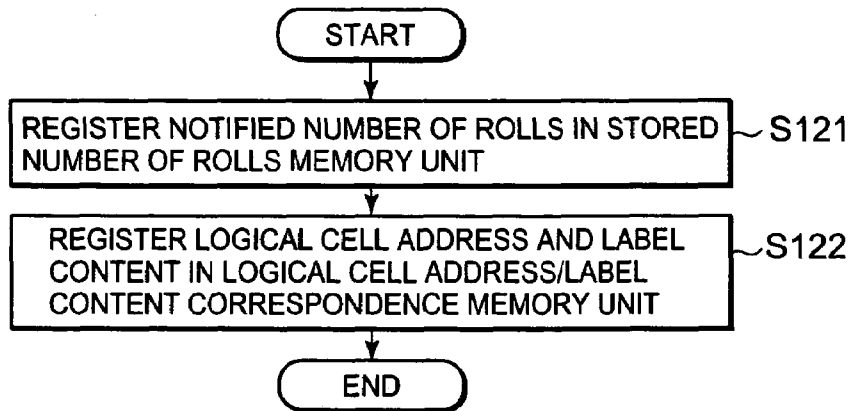 START
REGISTER NOTIFIED NUMBER OF ROLLS IN STORED
NUMBER OF ROLLS MEMORY UNIT
S121
REGISTER LOGICAL CELL ADDRESS AND LABEL
CONTENT IN LOGICAL CELL ADDRESS/LABEL
CONTENT CORRESPONDENCE MEMORY UNIT
S122
END